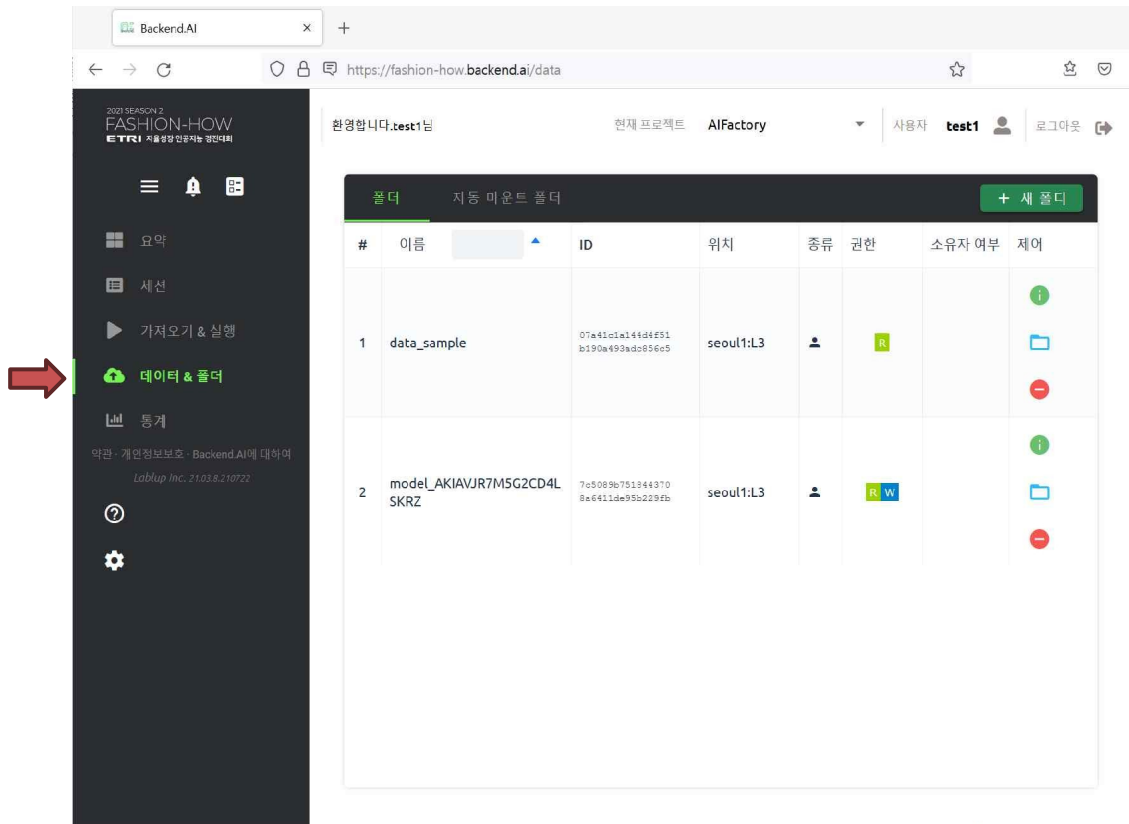 Backend.AI
https://fashion-how.backend.ai/data
2021 SEASON 2
FASHION-HOW
ETRI 자율성장 인공지능 경진대회
환영합니다.test1님
현재 프로젝트 AIFactory
사용자 test1
로그아웃
요약
세션
가져오기 & 실행
데이터 & 폴더
통계
약관 · 개인정보보호 · Backend.AI에 대하여
Lablup Inc. 21.03.8.210722
폴더 자동 마운트 폴더
+ 새 폴더
# 이름 ID 위치 종류 권한 소유자 여부 제어
1 data_sample 07a41c1a144d4f51 seoul1:L3 R
b190a493adc856c5
2 model_AKIAVJR7M5G2CD4L 7c5089b751844370 seoul1:L3 R W
SKRZ 8a6411de95b229fb